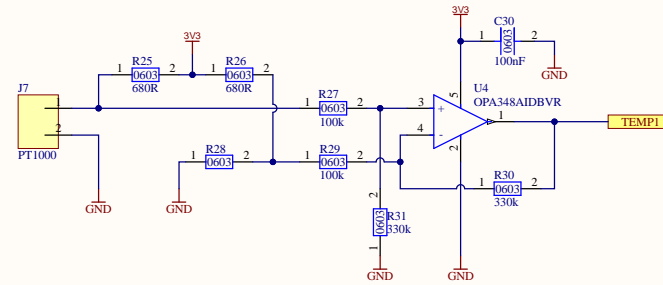 3V3
3V3
C30
1
0603
2
100nF
GND
R25
1
0603
2
680R
R26
1
0603
2
680R
J7
1
2
PT1000
GND
R27
1
0603
2
100k
U4
OPA348AIDBVR
3
+
4
-
5
2
1
TEMP1
R28
1
0603
2
GND
R29
1
0603
2
100k
R30
1
0603
2
330k
2
R31
0603
330k
1
GND
GND